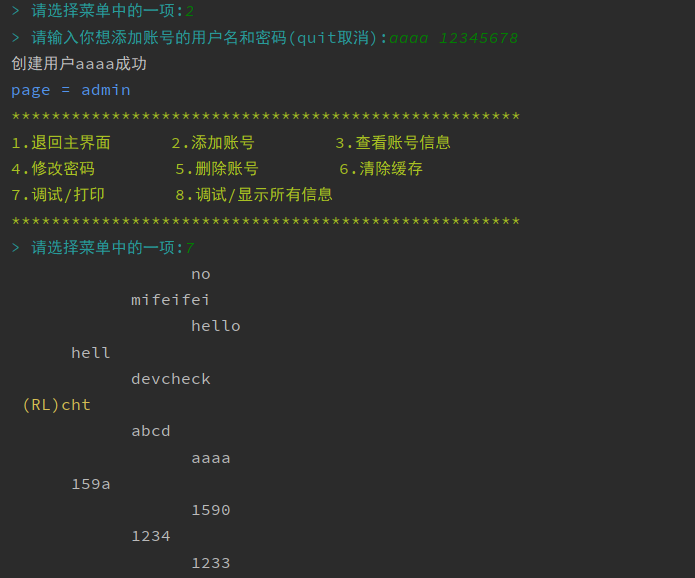 > 请选择菜单中的一项:2
> 请输入你想添加账号的用户名和密码(quit取消):aaaa 12345678
创建用户aaaa成功
page = admin
***************************************************
1.退回主界面 2.添加账号 3.查看账号信息
4.修改密码 5.删除账号 6.清除缓存
7.调试/打印 8.调试/显示所有信息
***************************************************
> 请选择菜单中的一项:7
no
mifeifei
hello
hell
devcheck
(RL)cht
abcd
aaaa
159a
1590
1234
1233